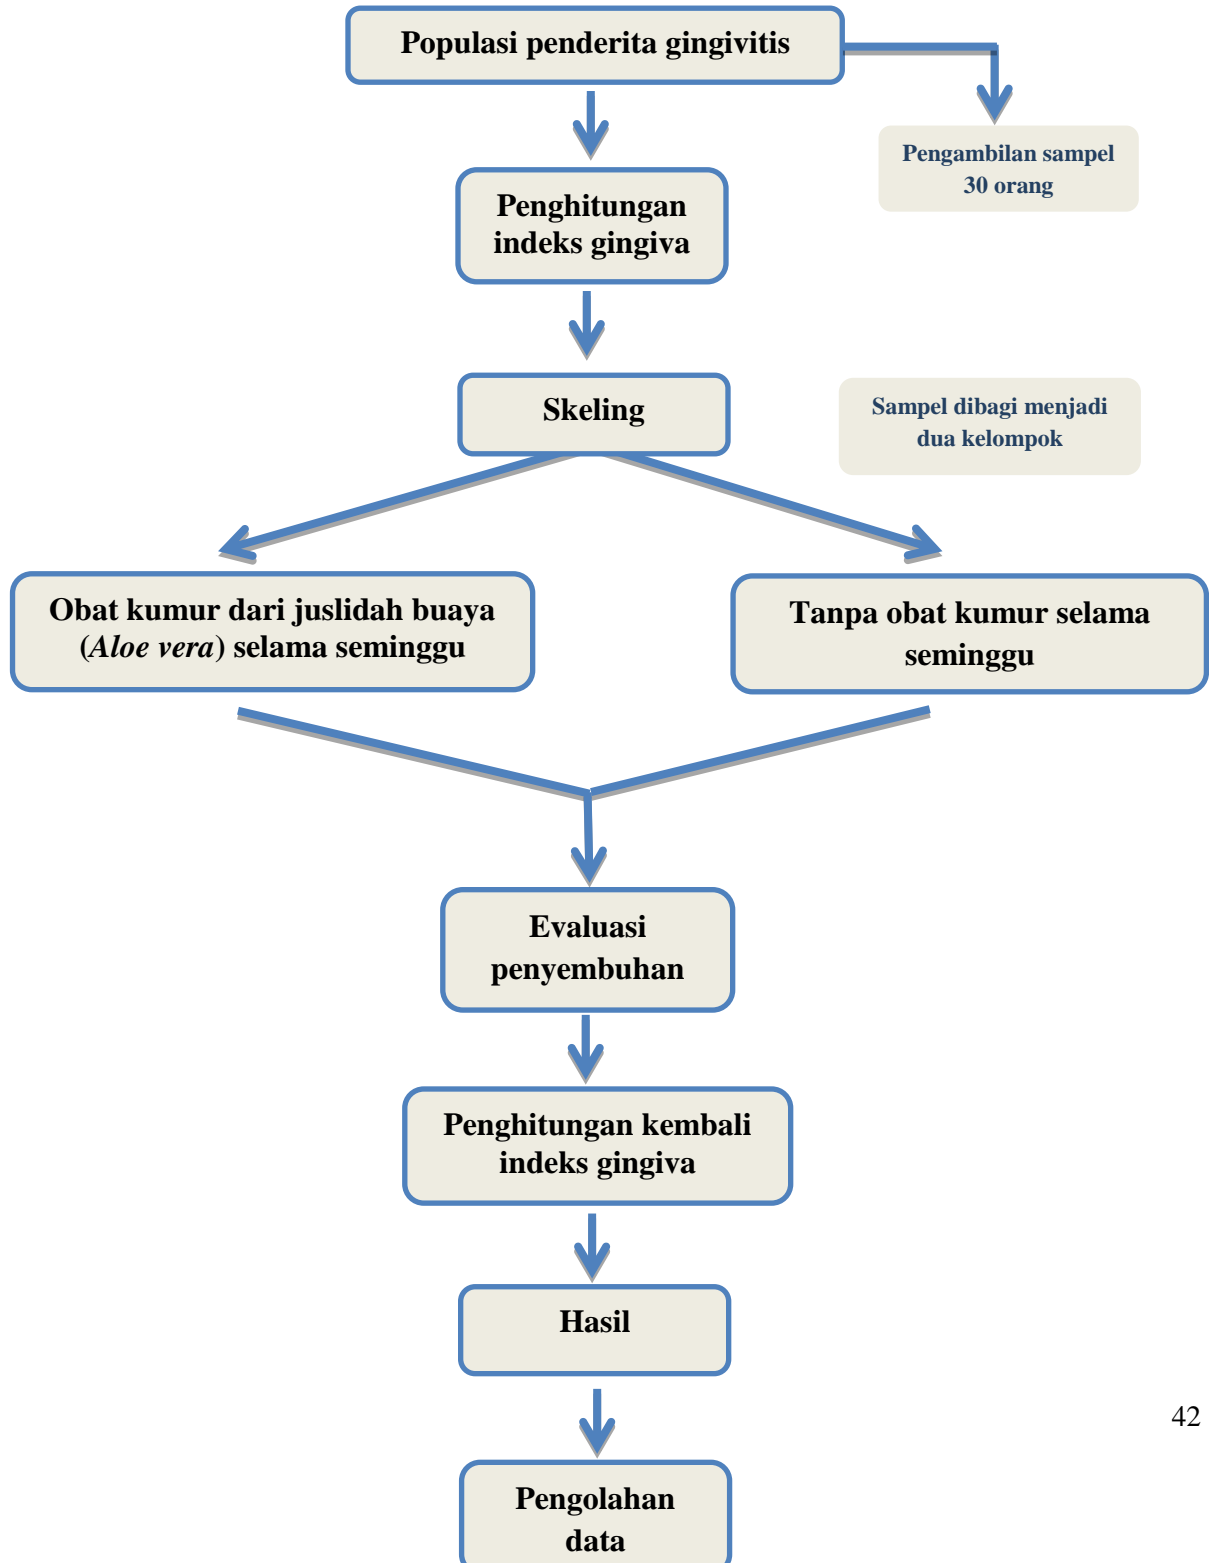 Populasi penderita gingivitis
Pengambilan sampel
30 orang
Penghitungan
indeks gingiva
Skeling
Sampel dibagi menjadi
dua kelompok
Obat kumur dari juslidah buaya
(Aloe vera) selama seminggu
Tanpa obat kumur selama
seminggu
Evaluasi
penyembuhan
Penghitungan kembali
indeks gingiva
Hasil
42
Pengolahan
data